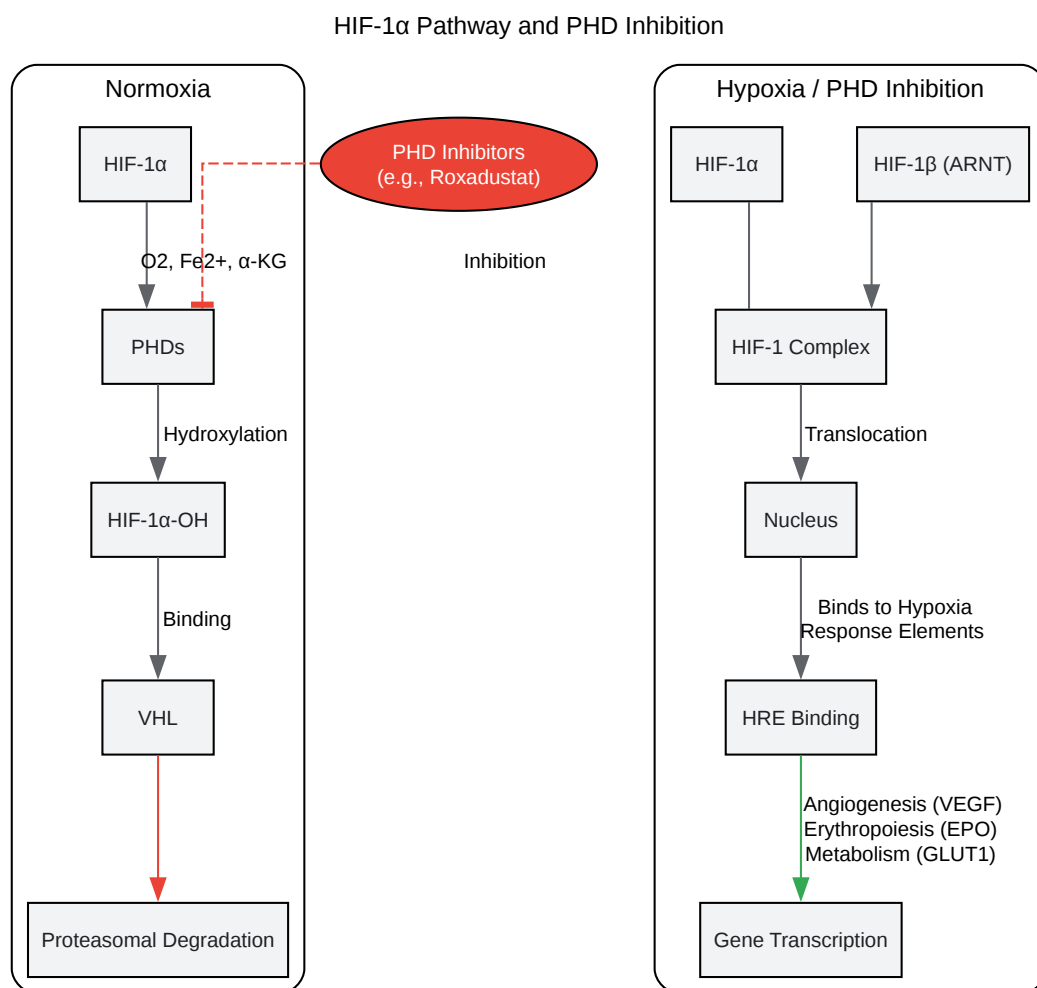 HIF-1α Pathway and PHD Inhibition
Normoxia
HIF-1α
O2, Fe2+, α-KG
PHDs
Hydroxylation
HIF-1α-OH
Binding
VHL
Proteasomal Degradation
PHD Inhibitors
(e.g., Roxadustat)
Inhibition
Hypoxia / PHD Inhibition
HIF-1α
HIF-1β (ARNT)
HIF-1 Complex
Translocation
Nucleus
Binds to Hypoxia
Response Elements
HRE Binding
Angiogenesis (VEGF)
Erythropoiesis (EPO)
Metabolism (GLUT1)
Gene Transcription